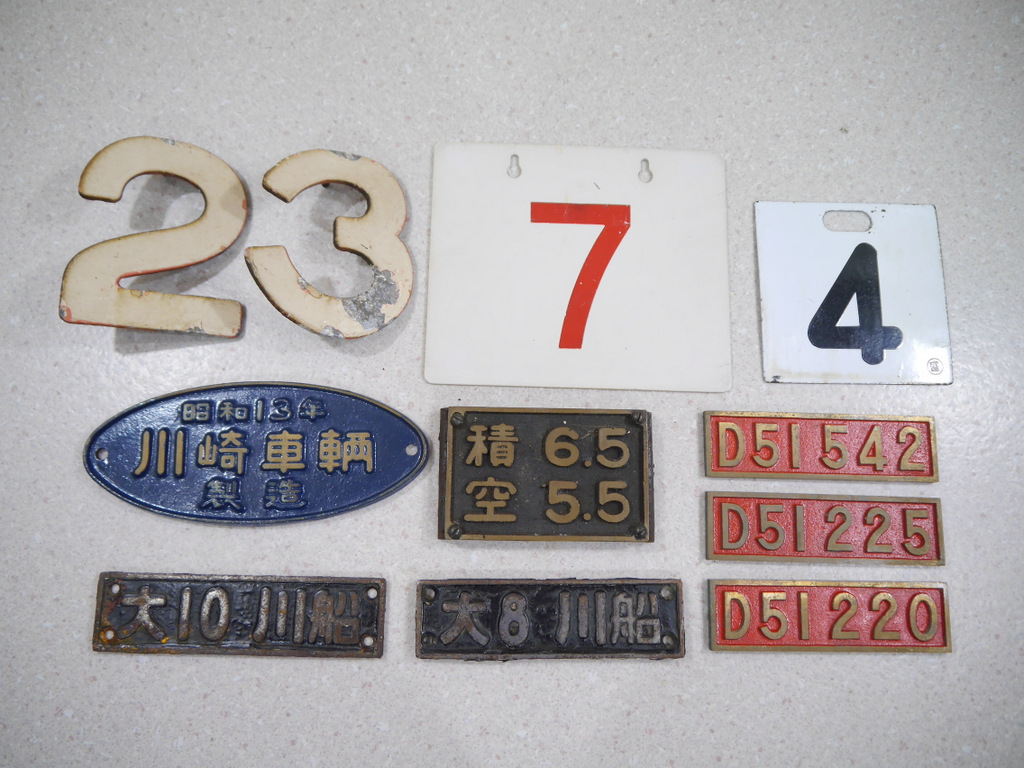 23
7
4
昭和13年
川崎車輌
製造
積 6.5
空 5.5
D51 542
D51 225
D51 220
大10 川船
大8 川船